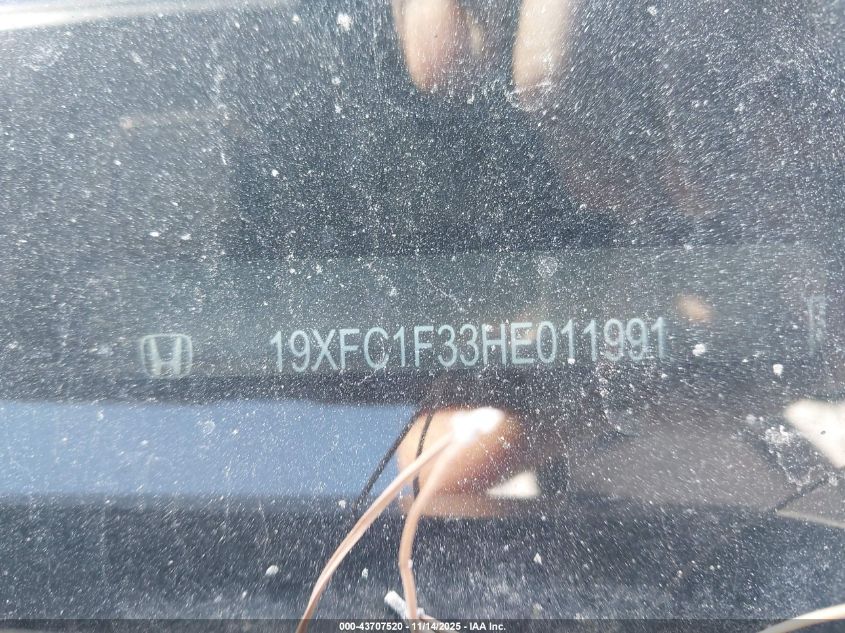 19XFC1F33HE011991
000-43707520 - 11/14/2025 - IAA Inc.